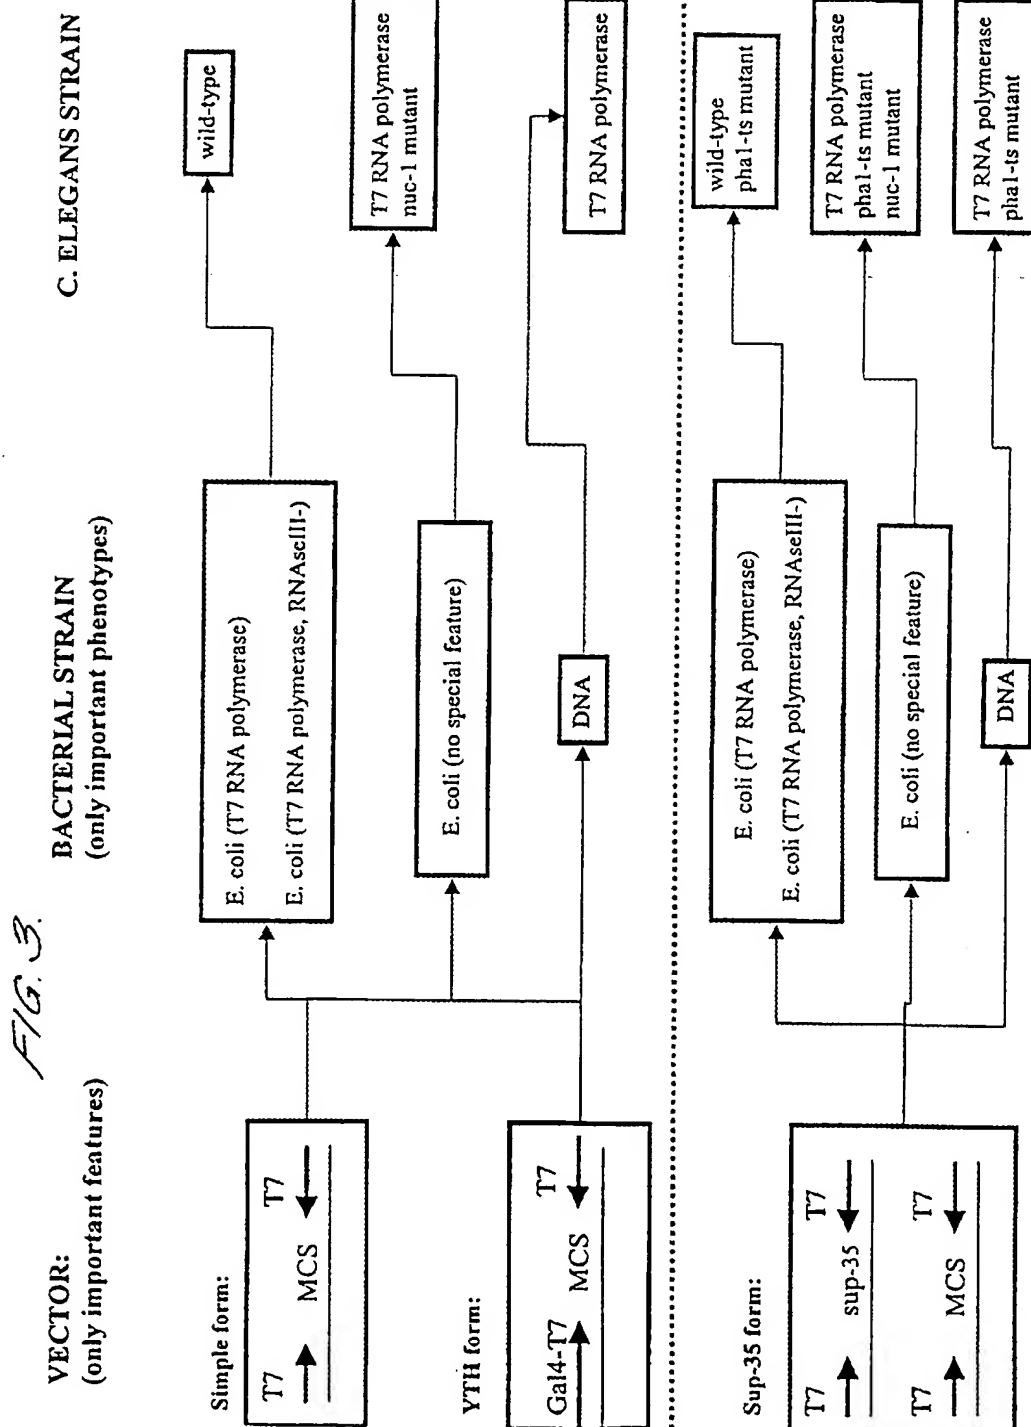 FIG. 3.
VECTOR:
(only important features)
BACTERIAL STRAIN
(only important phenotypes)
C. ELEGANS STRAIN
Simple form:
T7
T7
MCS
YTH form:
Gal4-T7
T7
MCS
E. coli (T7 RNA polymerase)
E. coli (T7 RNA polymerase, RNAseIII-)
E. coli (no special feature)
DNA
wild-type
T7 RNA polymerase
nuc-1 mutant
T7 RNA polymerase
Sup-35 form:
T7
T7
sup-35
T7
T7
MCS
E. coli (T7 RNA polymerase)
E. coli (T7 RNA polymerase, RNAseIII-)
E. coli (no special feature)
DNA
wild-type
pha1-ts mutant
T7 RNA polymerase
pha1-ts mutant
nuc-1 mutant
T7 RNA polymerase
pha1-ts mutant